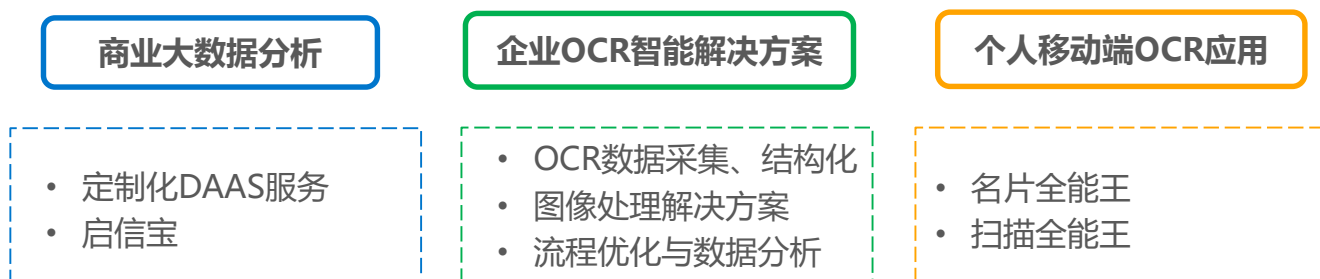 商业大数据分析
• 定制化DAAS服务
• 启信宝
企业OCR智能解决方案
• OCR数据采集、结构化
• 图像处理解决方案
• 流程优化与数据分析
个人移动端OCR应用
• 名片全能王
• 扫描全能王